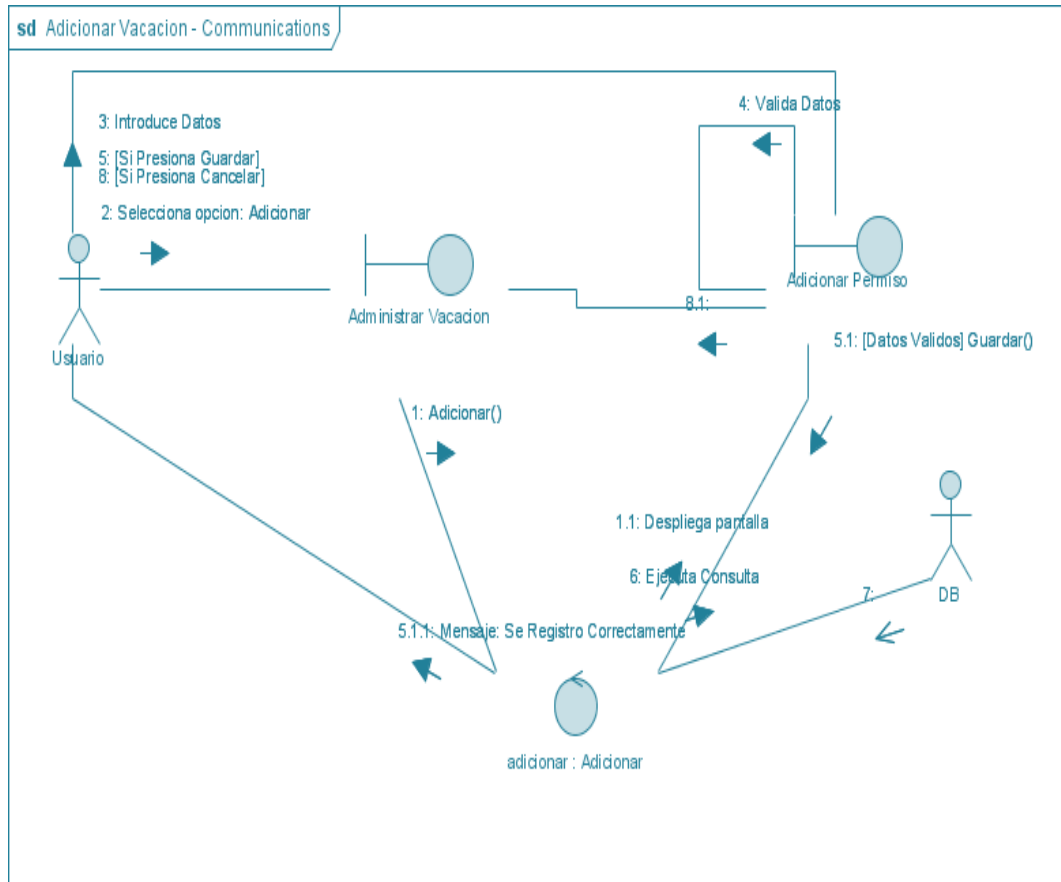 sd Adicionar Vacacion - Communications
3: Introduce Datos
4: Valida Datos
5: [Si Presiona Guardar]
8: [Si Presiona Cancelar]
2: Selecciona opcion: Adicionar
Adicionar Permiso
Administrar Vacacion
8.1:
Usuario
5.1: [Datos Validos] Guardar()
1: Adicionar()
1.1: Despliega pantalla
6: Ejecuta Consulta
7:
DB
5.1.1: Mensaje: Se Registro Correctamente
adicionar : Adicionar